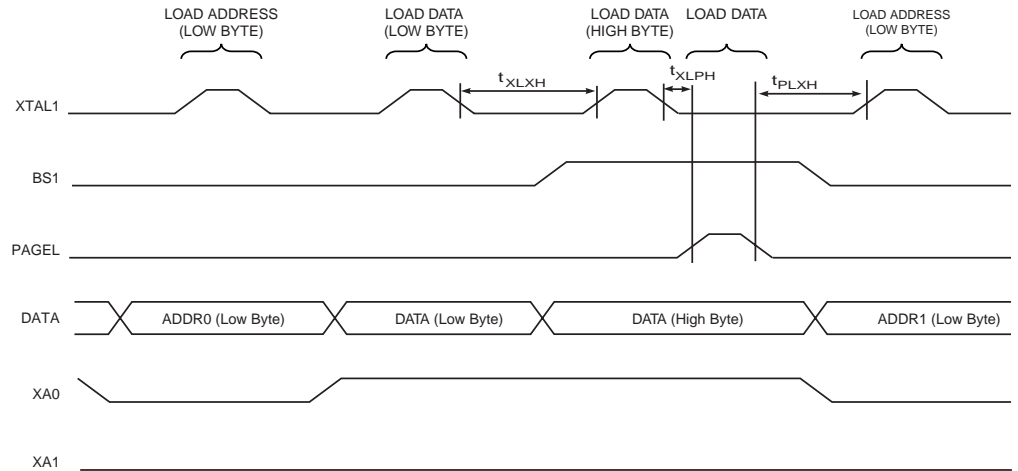 LOAD ADDRESS
(LOW BYTE)
LOAD DATA
(LOW BYTE)
LOAD DATA
(HIGH BYTE)
LOAD DATA
LOAD ADDRESS
(LOW BYTE)
tXLXH
tXLPH
tPLXH
XTAL1
BS1
PAGEL
DATA
ADDR0 (Low Byte)
DATA (Low Byte)
DATA (High Byte)
ADDR1 (Low Byte)
XA0
XA1